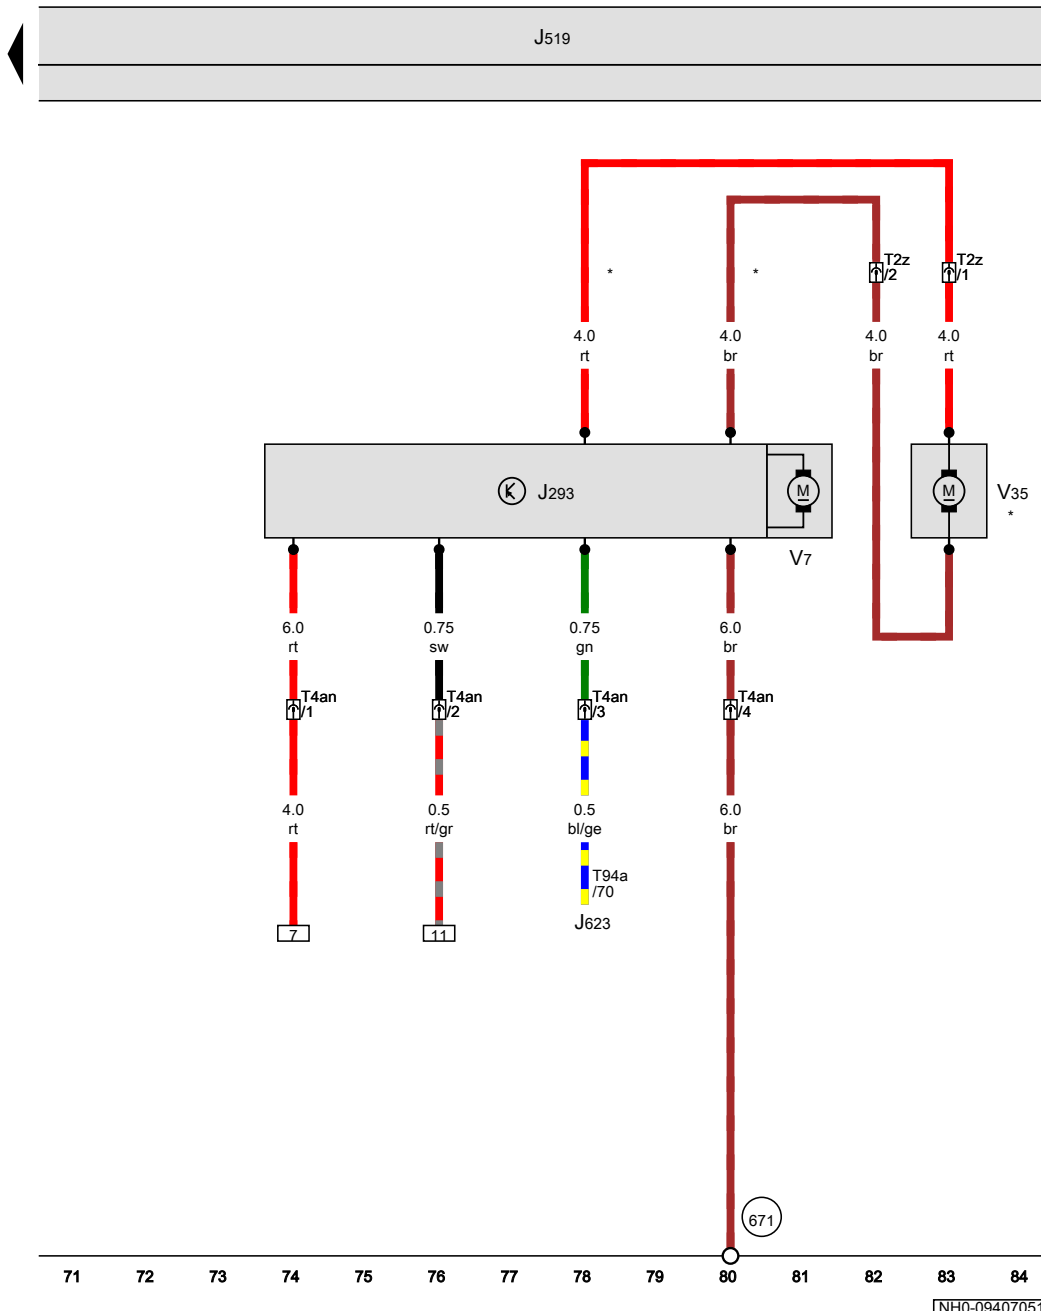 J519
T2z
/2
T2z
/1
*
*
4.0
rt
4.0
br
4.0
br
4.0
rt
J293
M
M
V35
*
V7
6.0
rt
0.75
sw
0.75
gn
6.0
br
T4an
/1
T4an
/2
T4an
/3
T4an
/4
4.0
rt
0.5
rt/gr
0.5
bl/ge
6.0
br
T94a
/70
J623
7
11
671
71 72 73 74 75 76 77 78 79 80 81 82 83 84
NH0-09407051